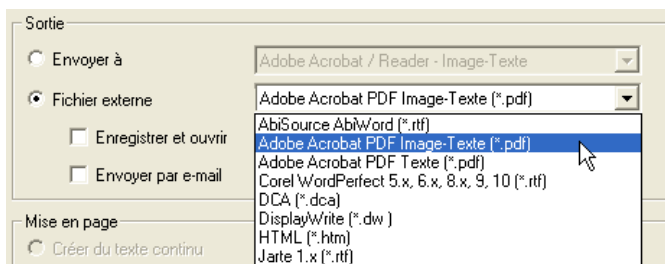 Sortie
Envoyer à
Adobe Acrobat / Reader - Image-Texte
Fichier externe
Adobe Acrobat PDF Image-Texte (*.pdf)
Enregistrer et ouvrir
Envoyer par e-mail
AbiSource AbiWord (*.rtf)
Adobe Acrobat PDF Image-Texte (*.pdf)
Adobe Acrobat PDF Texte (*.pdf)
Corel WordPerfect 5.x, 6.x, 8.x, 9, 10 (*.rtf)
DCA (*.dca)
DisplayWrite (*.dw )
HTML (*.htm)
Jarte 1.x (*.rtf)
Mise en page
Créer du texte continu